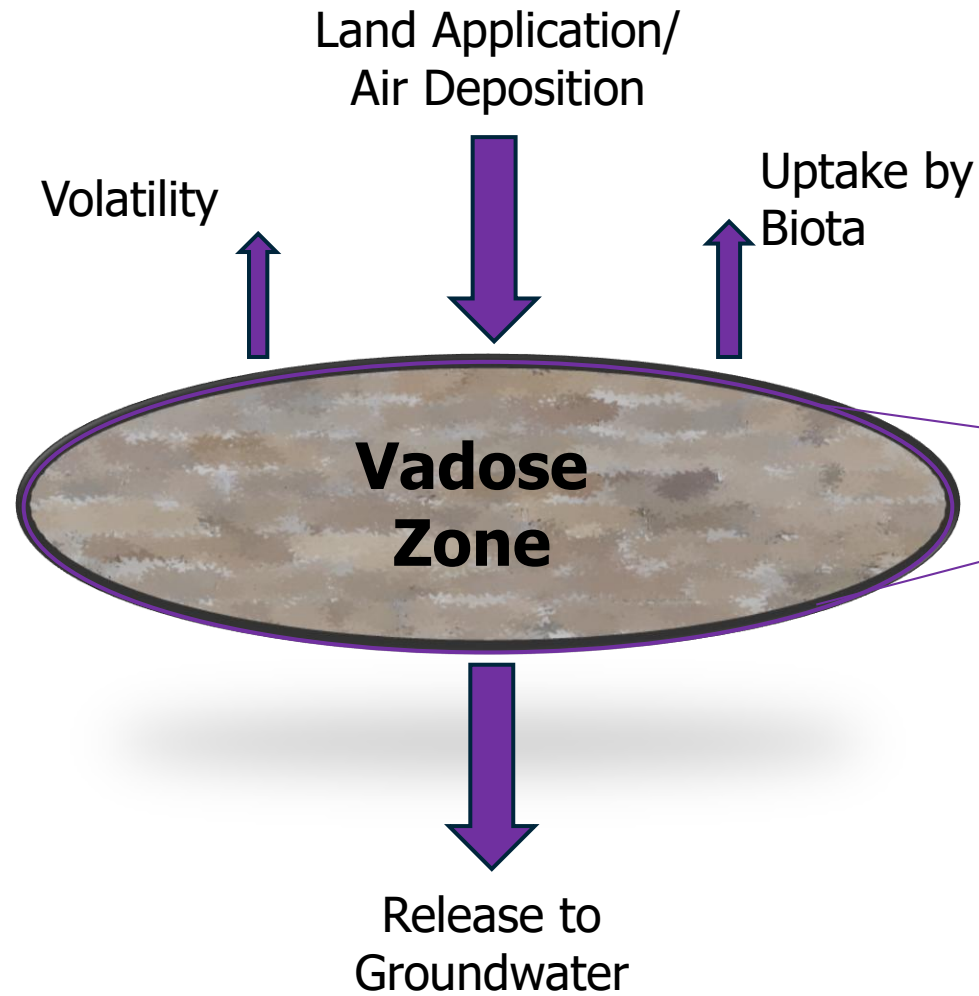 Land Application/
Air Deposition
Volatility
Uptake by
Biota
Vadose
Zone
Release to
Groundwater